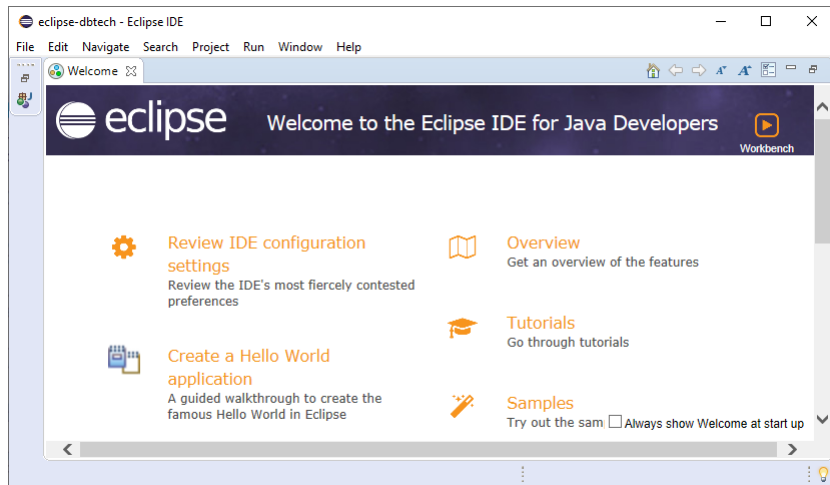 eclipse-dbtech - Eclipse IDE
File Edit Navigate Search Project Run Window Help
Welcome
eclipse
Welcome to the Eclipse IDE for Java Developers
Workbench
Review IDE configuration
settings
Review the IDE's most fiercely contested
preferences
Create a Hello World
application
A guided walkthrough to create the
famous Hello World in Eclipse
Overview
Get an overview of the features
Tutorials
Go through tutorials
Samples
Try out the sam
Always show Welcome at start up